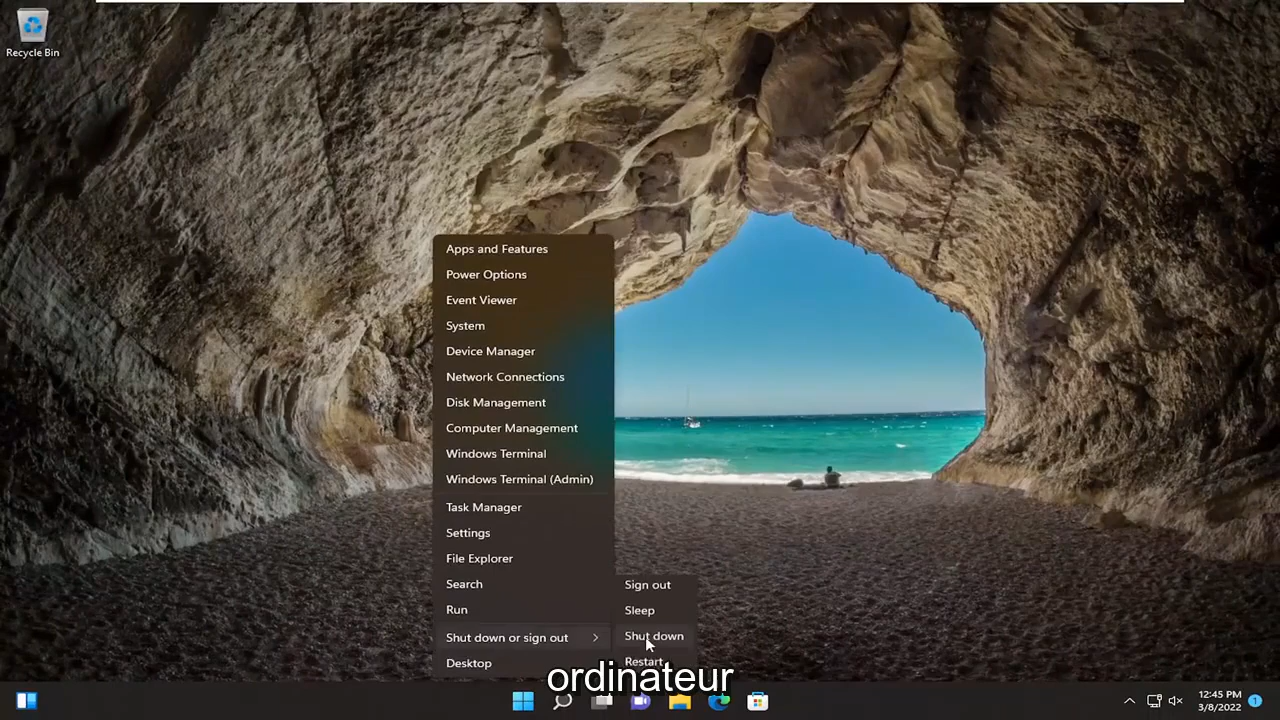 Recycle Bin
Apps and Features
Power Options
Event Viewer
System
Device Manager
Network Connections
Disk Management
Computer Management
Windows Terminal
Windows Terminal (Admin)
Task Manager
Settings
File Explorer
Search
Run
Shut down or sign out
Desktop
Sign out
Sleep
Shut down
Restart
ordinateur
12:45 PM
3/8/2022
1